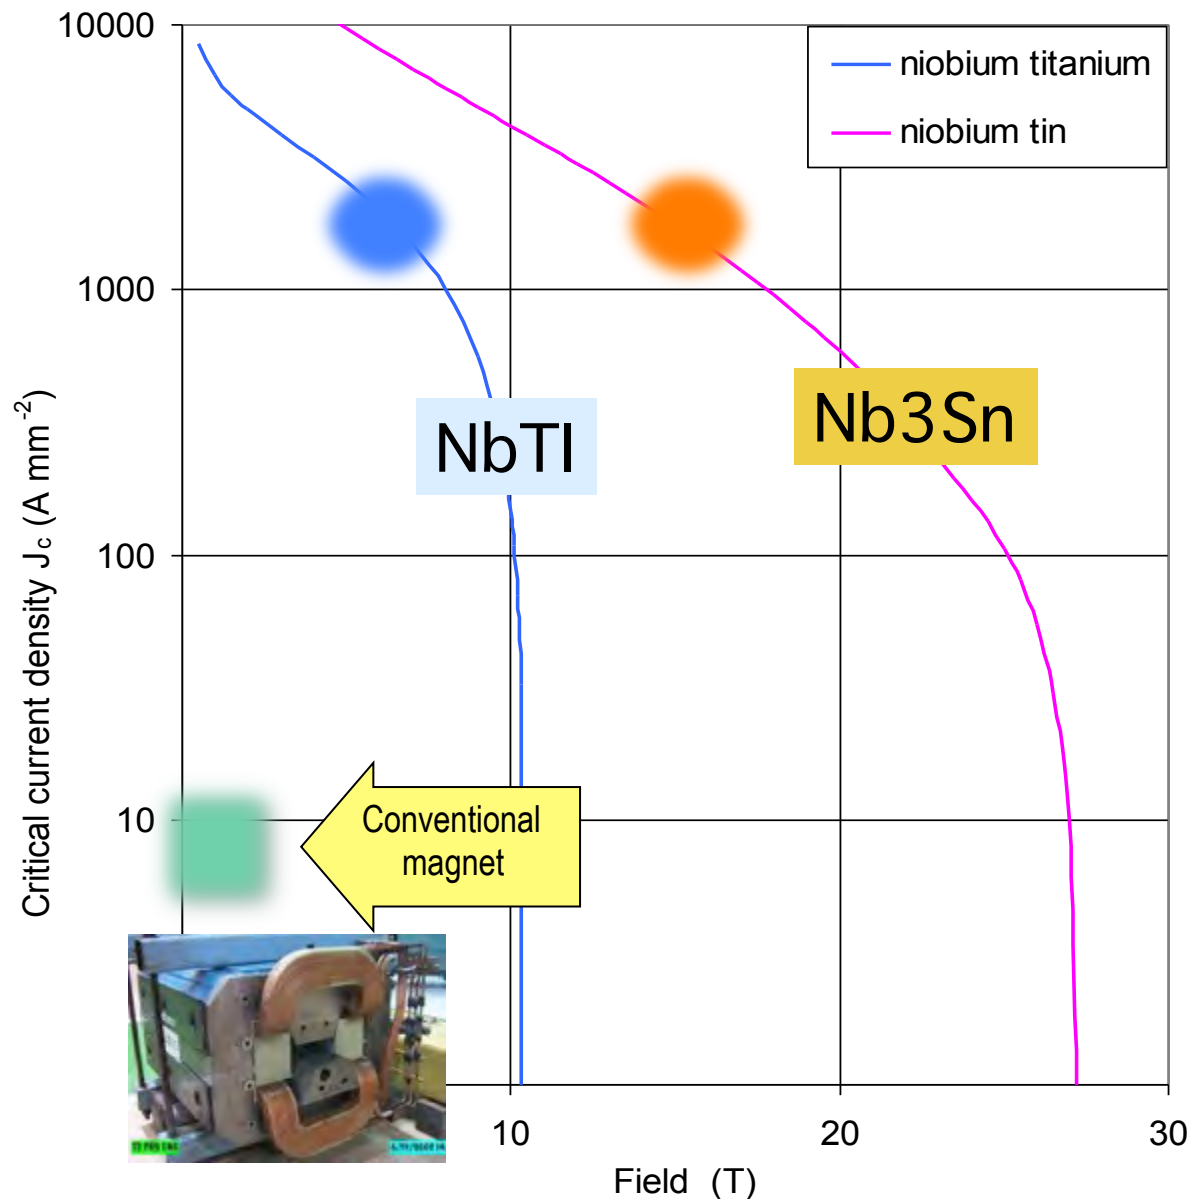 10000
niobium titanium
niobium tin
1000
Nb3Sn
NbTI
Critical current density Jc (A mm-2)
100
10
Conventional
magnet
10
20
30
Field (T)